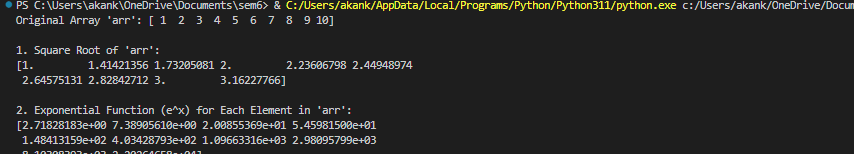 PS C:\Users\akank\OneDrive\Documents\sem6> & C:/Users/akank/AppData/Local/Programs/Python/Python311/python.exe c:/Users/akank/OneDrive/Docum
Original Array 'arr': [ 1  2  3  4  5  6  7  8  9 10]
1. Square Root of 'arr':
[1.         1.41421356 1.73205081 2.         2.23606798 2.44948974
 2.64575131 2.82842712 3.         3.16227766]
2. Exponential Function (e^x) for Each Element in 'arr':
[2.71828183e+00 7.38905610e+00 2.00855369e+01 5.45981500e+01
 1.48413159e+02 4.03428793e+02 1.09663316e+03 2.98095799e+03